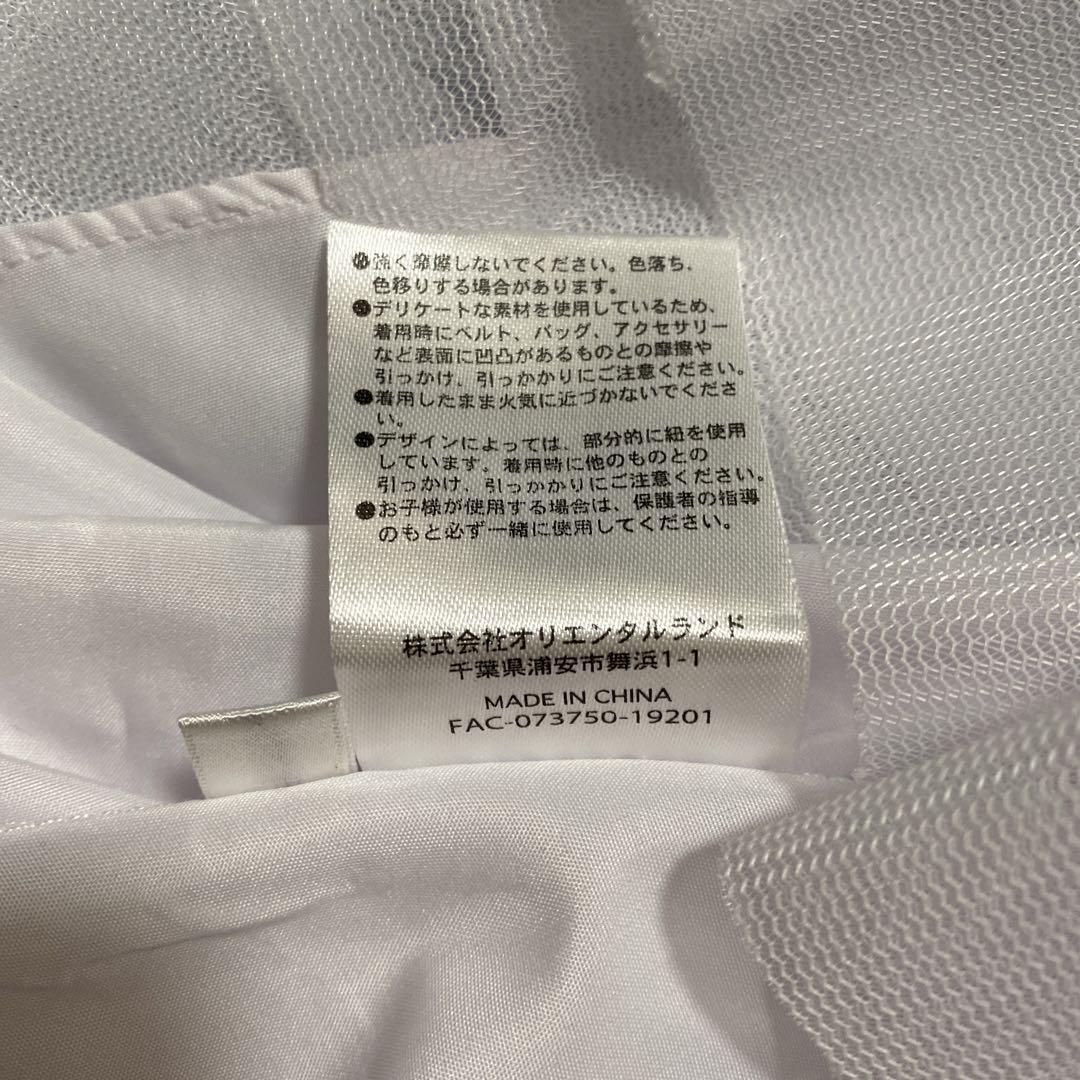 ●強く摩擦しないでください。色落ち、
色移りする場合があります。
●デリケートな素材を使用しているため、
着用時にベルト、バッグ、アクセサリー
など表面に凹凸があるものとの摩擦や
引っかけ、引っかかりにご注意ください。
●着用したまま火気に近づかないでくださ
い。
●デザインによっては、部分的に紐を使用
しています。着用時に他のものとの
引っかけ、引っかかりにご注意ください。
●お子様が使用する場合は、保護者の指導
のもと必ず一緒に使用してください。
株式会社オリエンタルランド
千葉県浦安市舞浜1-1
MADE IN CHINA
FAC-073750-19201